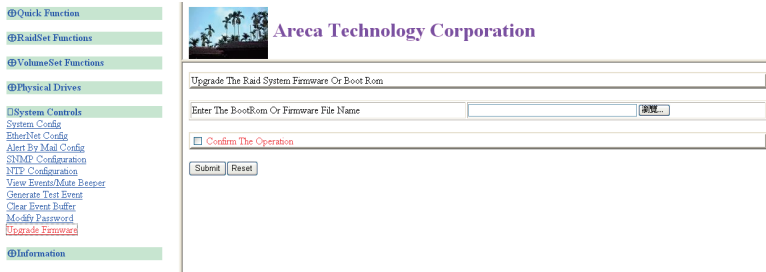 ⊕Quick Function
⊕RaidSet Functions
⊕VolumeSet Functions
⊕Physical Drives
System Controls
System Config
EtherNet Config
Alert By Mail Config
SNMP Configuration
NTP Configuration
View Events/Mute Beeper
Generate Test Event
Clear Event Buffer
Modify Password
Upgrade Firmware
⊕Information
Areca Technology Corporation
Upgrade The Raid System Firmware Or Boot Rom
Enter The BootRom Or Firmware File Name 瀏覽...
Confirm The Operation
Submit Reset